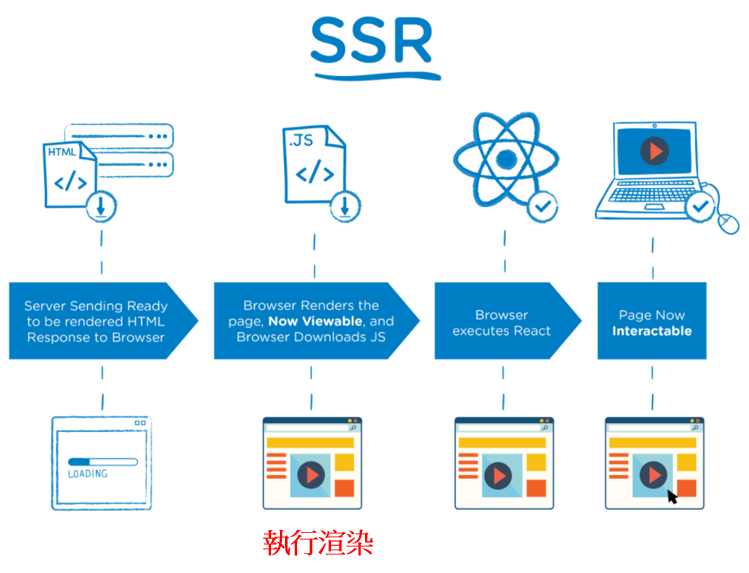 SSR
HTML
</>
.JS
</>
Server Sending Ready
to be rendered HTML
Response to Browser
Browser Renders the
page, Now Viewable, and
Browser Downloads JS
Browser
executes React
Page Now
Interactable
LOADING
執行渲染